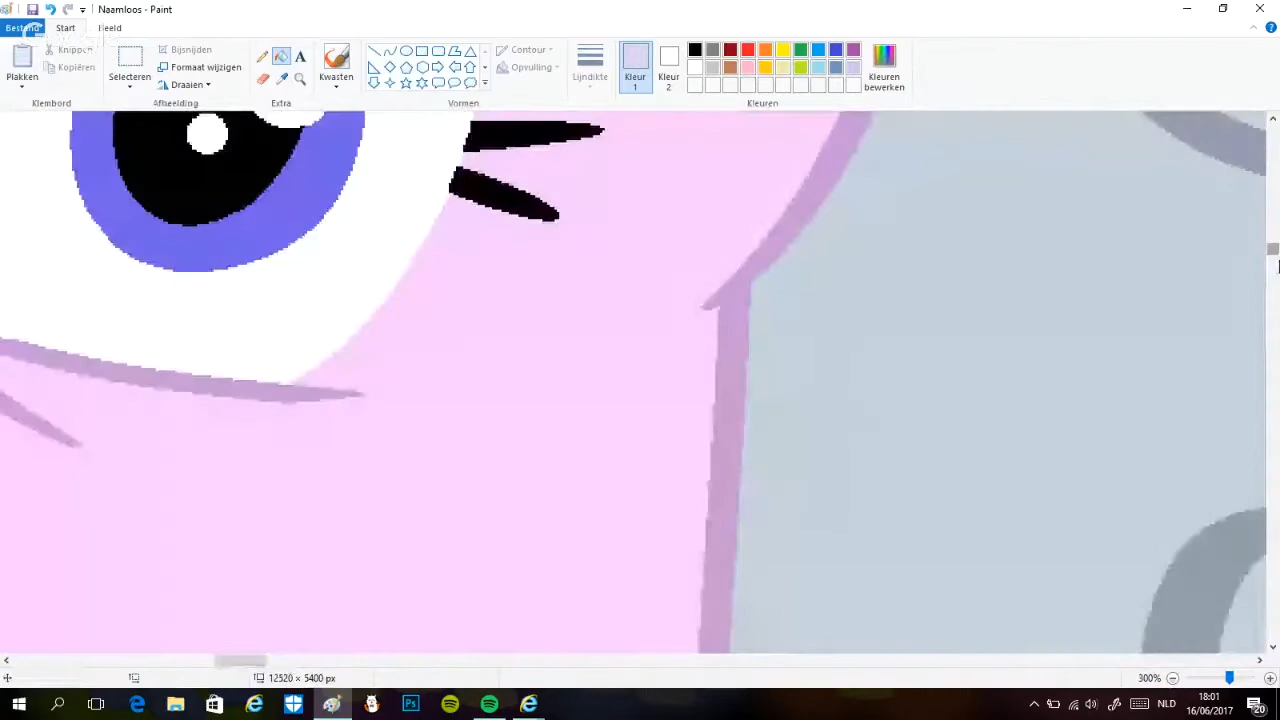 Naamloos - Paint
Bestand Start Beeld
Plakken
Knippen
Kopiëren
Klembord
Selecteren
Bijsnijden
Formaat wijzigen
Draaien
Afbeelding
A
Extra
Kwasten
Vormen
Contour
Opvulling
Lijndikte
Kleur 1
Kleur 2
Kleuren
Kleuren bewerken
12520 × 5400 px
300%
Ps
NLD
18:01
16/06/2017
20